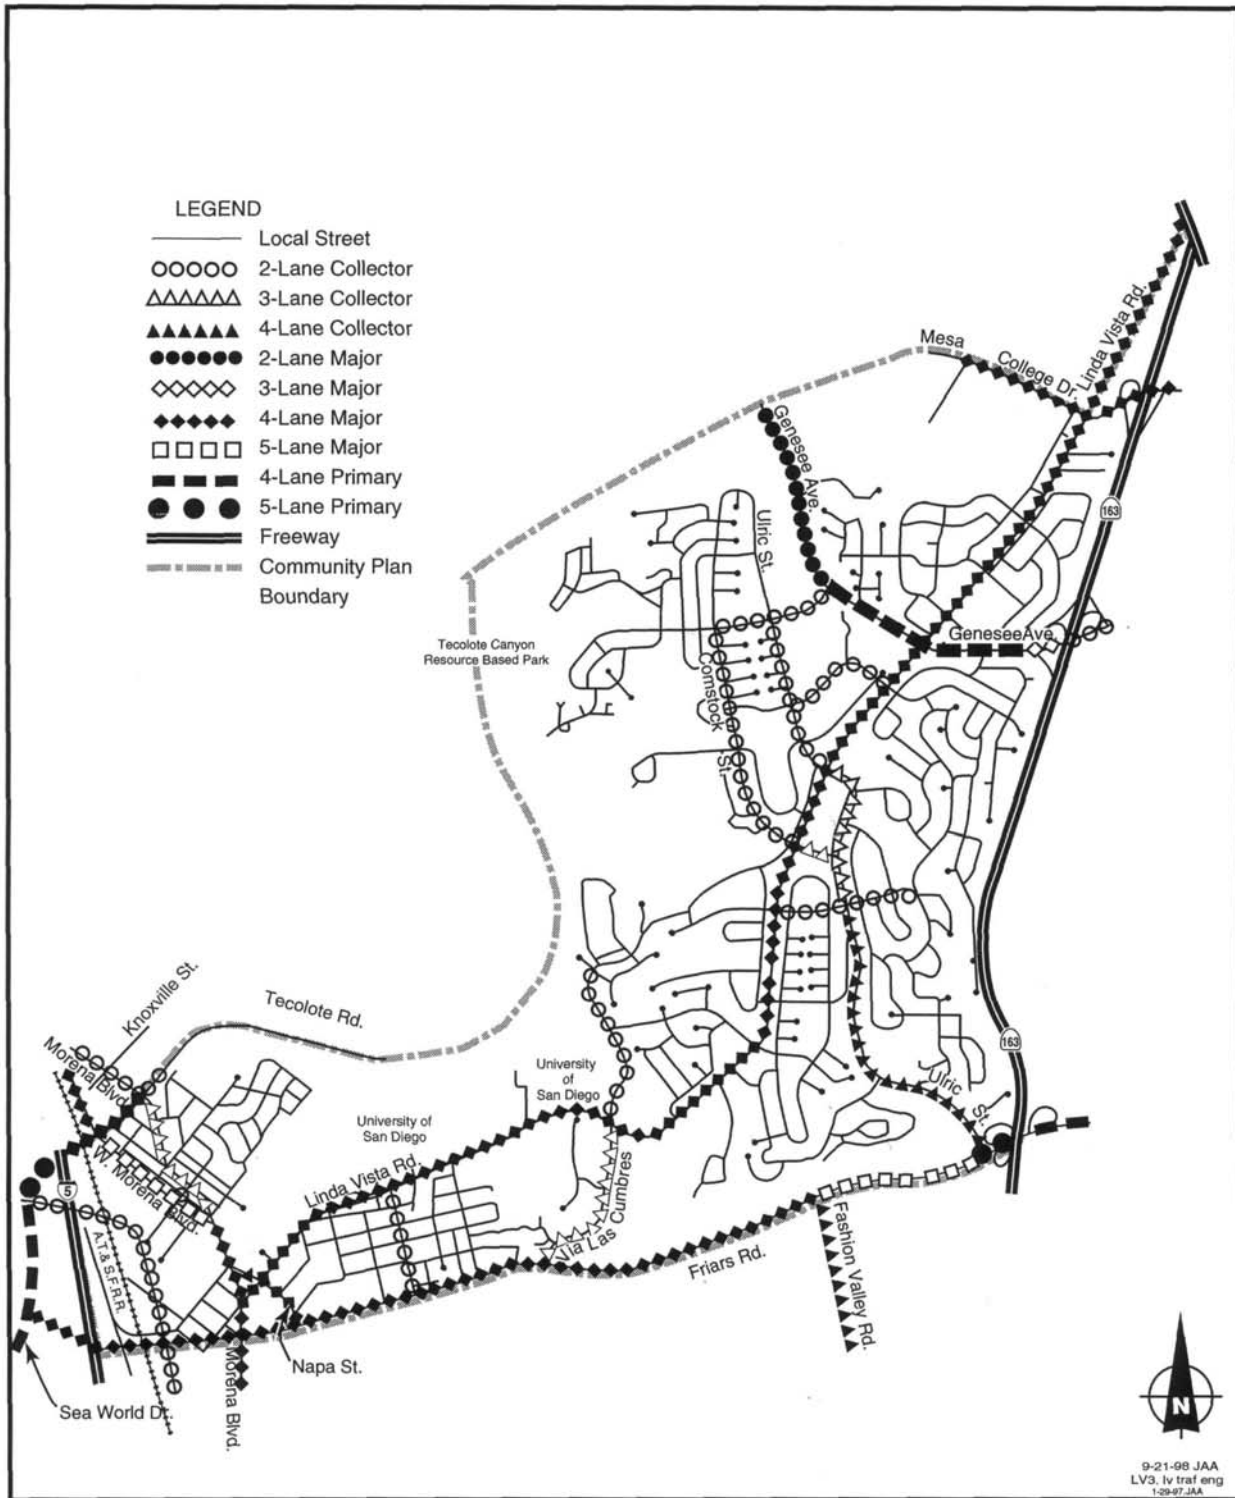 LEGEND
Local Street
2-Lane Collector
3-Lane Collector
4-Lane Collector
2-Lane Major
3-Lane Major
4-Lane Major
5-Lane Major
4-Lane Primary
5-Lane Primary
Freeway
Community Plan
Boundary
Mesa
College Dr.
Linda Vista Rd.
Genesee Ave.
Ulric St.
163
GeneseeAve.
Tecolote Canyon
Resource Based Park
Comstock
St.
Knoxville St.
Tecolote Rd.
Morena Blvd.
163
Ulric
St.
University
of
San Diego
University of
San Diego
Linda Vista Rd.
W. Morena Blvd.
5
A.T.& S.F.R.R.
Via Las
Cumbres
Friars Rd.
Fashion Valley Rd.
Napa St.
Morena Blvd.
Sea World Dr.
N
9-21-98 JAA
LV3, lv traf eng
1-29-97.JAA